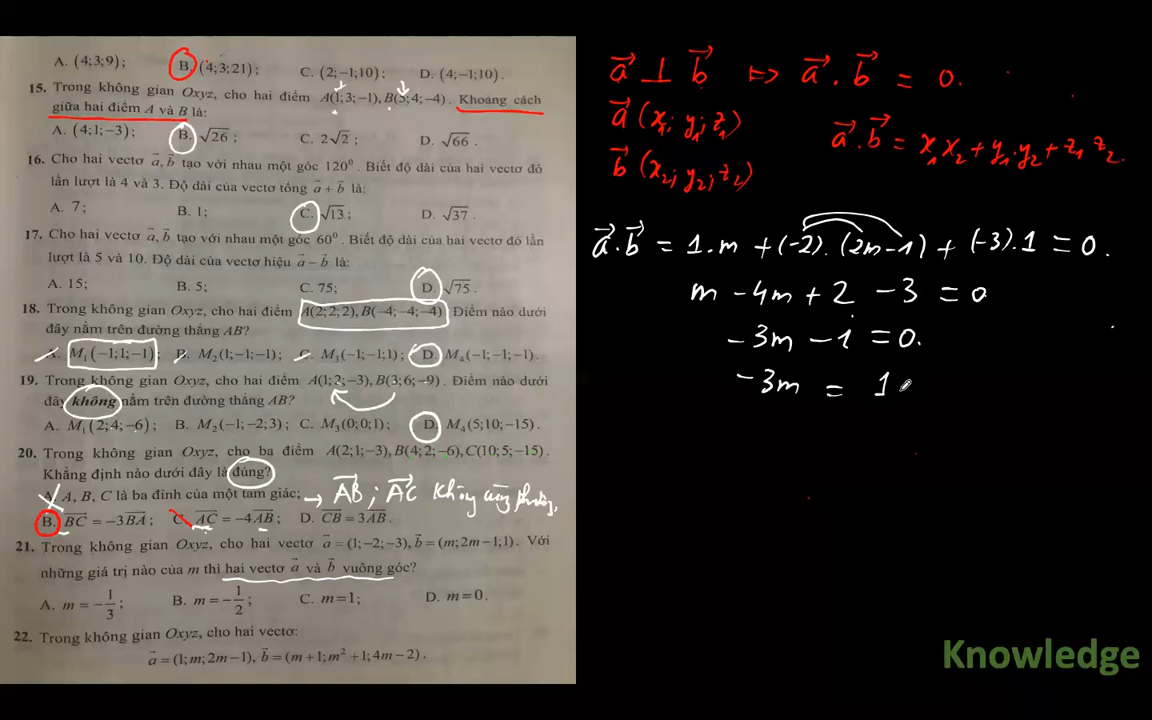 A. (4;3;9);  B. (4;3;21);  C. (2;−1;10);  D. (4;−1;10).
15. Trong không gian Oxyz, cho hai điểm A(1;3;−1), B(5;4;−4). Khoảng cách
giữa hai điểm A và B là:
A. (4;1;−3);  B. √26;  C. 2√2;  D. √66.
16. Cho hai vectơ a⃗, b⃗ tạo với nhau một góc 120⁰. Biết độ dài của hai vectơ đó
lần lượt là 4 và 3. Độ dài của vectơ tổng a⃗ + b⃗ là:
A. 7;  B. 1;  C. √13;  D. √37.
17. Cho hai vectơ a⃗, b⃗ tạo với nhau một góc 60⁰. Biết độ dài của hai vectơ đó lần
lượt là 5 và 10. Độ dài của vectơ hiệu a⃗ − b⃗ là:
A. 15;  B. 5;  C. 75;  D. √75.
18. Trong không gian Oxyz, cho hai điểm A(2;2;2), B(−4;−4;−4). Điểm nào dưới
đây nằm trên đường thẳng AB?
A. M₁(−1;1;−1);  B. M₂(1;−1;−1);  C. M₃(−1;−1;1);  D. M₄(−1;−1;−1).
19. Trong không gian Oxyz, cho hai điểm A(1;2;−3), B(3;6;−9). Điểm nào dưới
đây không nằm trên đường thẳng AB?
A. M₁(2;4;−6);  B. M₂(−1;−2;3);  C. M₃(0;0;1);  D. M₄(5;10;−15).
20. Trong không gian Oxyz, cho ba điểm A(2;1;−3), B(4;2;−6), C(10;5;−15).
Khẳng định nào dưới đây là đúng?
A. A, B, C là ba đỉnh của một tam giác; → AB⃗ ; AC⃗ không cùng phương.
B. BC⃗ = −3BA⃗;  C. AC⃗ = −4AB⃗;  D. CB⃗ = 3AB⃗.
21. Trong không gian Oxyz, cho hai vectơ a⃗ = (1;−2;−3), b⃗ = (m;2m−1;1). Với
những giá trị nào của m thì hai vectơ a⃗ và b⃗ vuông góc?
A. m = −1/3;  B. m = −1/2;  C. m = 1;  D. m = 0.
22. Trong không gian Oxyz, cho hai vectơ:
a⃗ = (1; m; 2m−1), b⃗ = (m+1; m²+1; 4m−2).
a⃗ ⊥ b⃗ ⇔ a⃗ . b⃗ = 0.
a⃗ (x₁; y₁; z₁)
a⃗ . b⃗ = x₁x₂ + y₁.y₂ + z₁z₂.
b⃗ (x₂; y₂; z₂)
a⃗ . b⃗ = 1.m + (−2).(2m−1) + (−3).1 = 0.
m − 4m + 2 − 3 = 0
−3m − 1 = 0.
−3m = 1
Knowledge